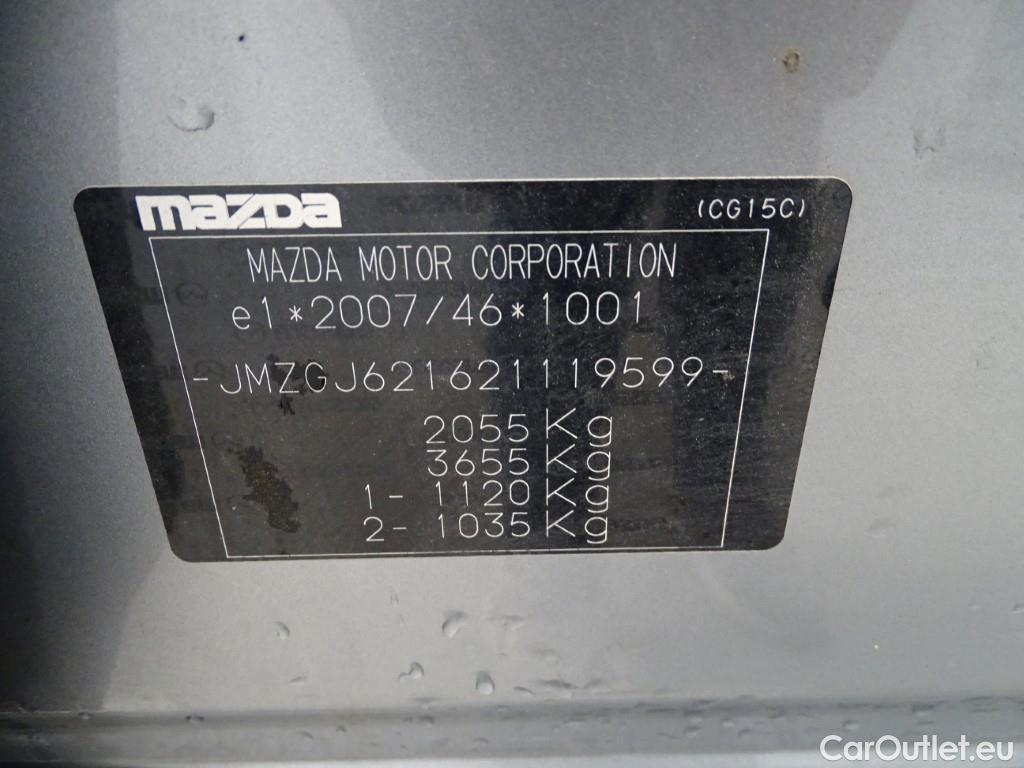 mazda (CG15C)
MAZDA MOTOR CORPORATION
e1*2007/46*1001
-JMZGJ621621119599-
2055 Kg
3655 Kg
1- 1120 Kg
2- 1035 Kg
CarOutlet.eu